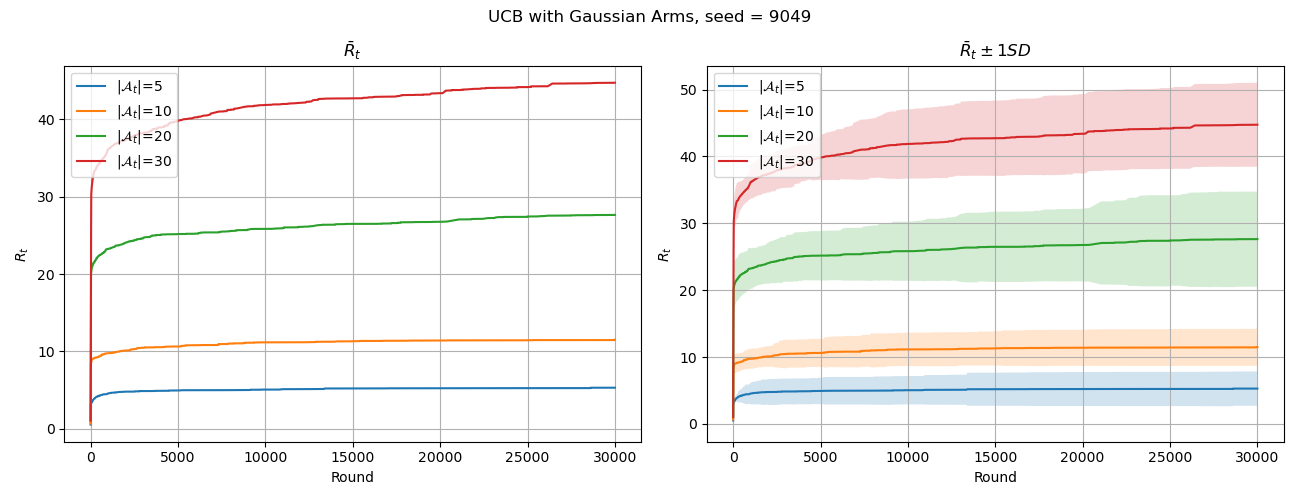 UCB with Gaussian Arms, seed = 9049
R̄ₜ
|𝒜ₜ|=5
|𝒜ₜ|=10
|𝒜ₜ|=20
|𝒜ₜ|=30
Rₜ
40
30
20
10
0
0 5000 10000 15000 20000 25000 30000
Round
R̄ₜ ± 1SD
|𝒜ₜ|=5
|𝒜ₜ|=10
|𝒜ₜ|=20
|𝒜ₜ|=30
Rₜ
50
40
30
20
10
0
0 5000 10000 15000 20000 25000 30000
Round